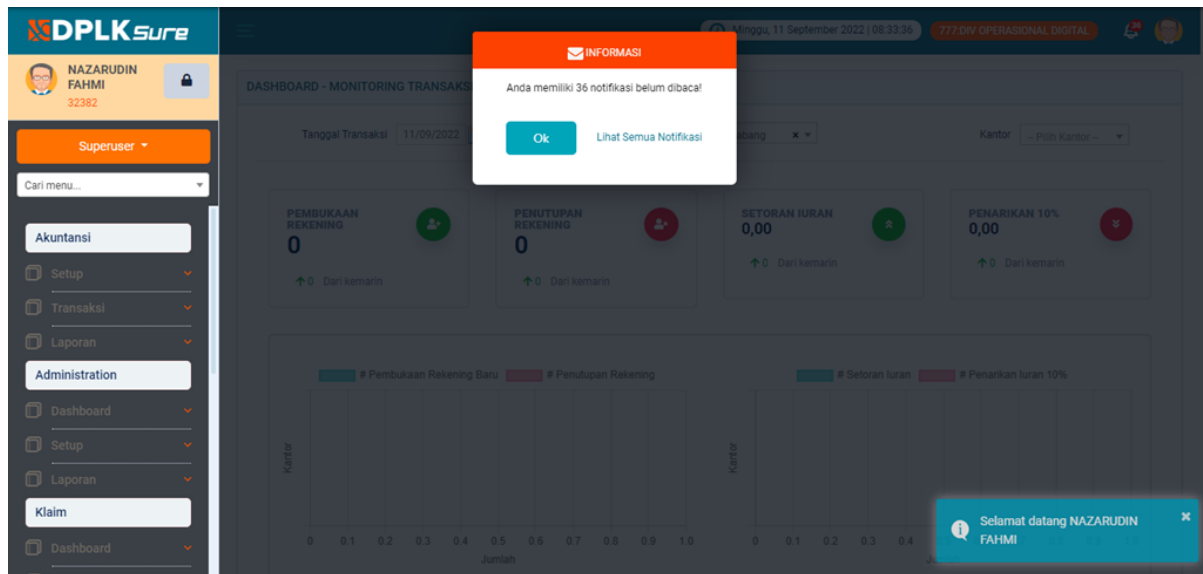 DPLKSure
NAZARUDIN
FAHMI
32382
Superuser
Cari menu...
Akuntansi
Setup
Transaksi
Laporan
Administration
Dashboard
Setup
Laporan
Klaim
Dashboard
Minggu, 11 September 2022 | 08:33:36
777:DIV OPERASIONAL DIGITAL
36
INFORMASI
Anda memiliki 36 notifikasi belum dibaca!
Ok
Lihat Semua Notifikasi
DASHBOARD - MONITORING TRANSAKS
Tanggal Transaksi
11/09/2022
abang
Kantor
-- Pilih Kantor --
PEMBUKAAN
REKENING
0
0 Dari kemarin
PENUTUPAN
REKENING
0
0 Dari kemarin
SETORAN IURAN
0,00
0 Dari kemarin
PENARIKAN 10%
0,00
0 Dari kemarin
# Pembukaan Rekening Baru # Penutupan Rekening
Kantor
0 0.1 0.2 0.3 0.4 0.5 0.6 0.7 0.8 0.9 1.0
Jumlah
# Setoran Iuran # Penarikan Iuran 10%
Kantor
0 0.1 0.2 0.3 0.4
Selamat datang NAZARUDIN
FAHMI